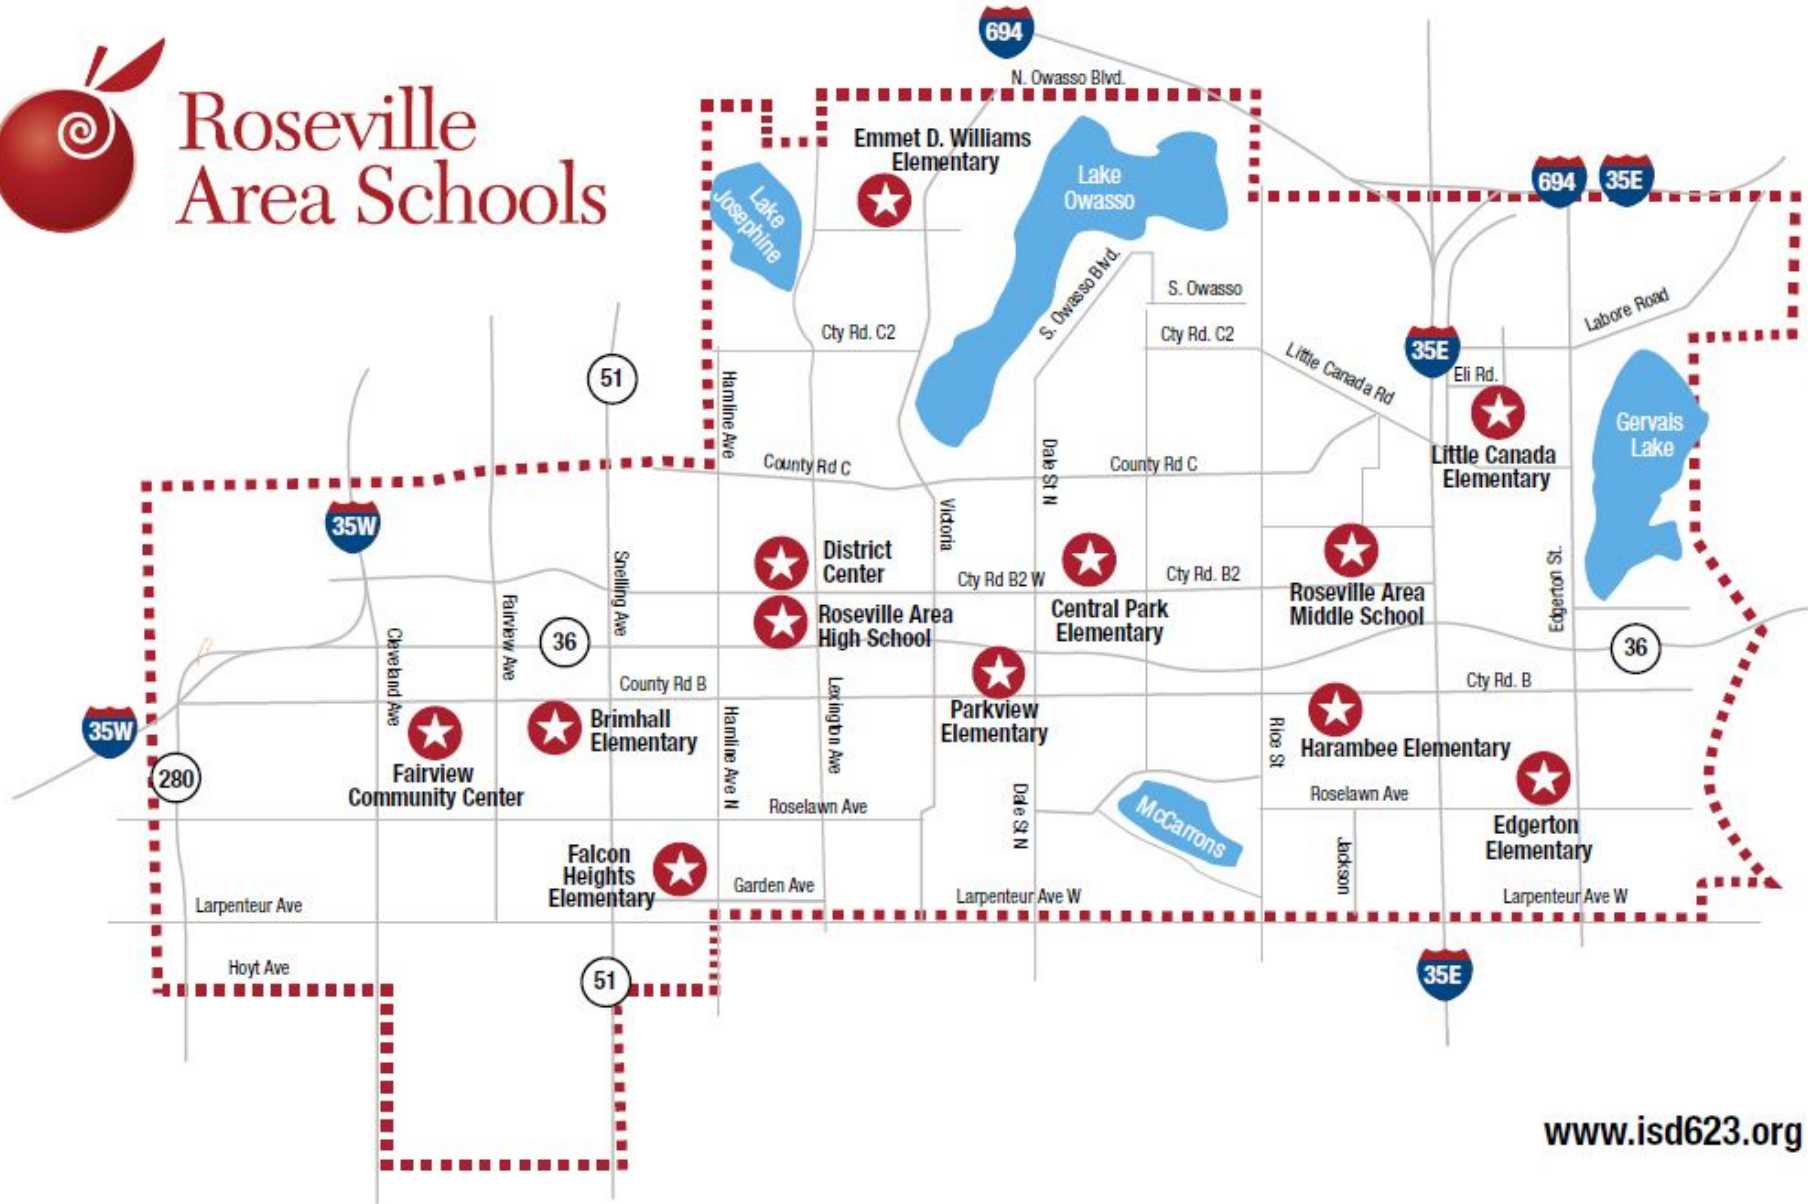 Roseville
Area Schools
694
N. Owasso Blvd.
Emmet D. Williams
Elementary
Lake
Owasso
Lake
Josephine
694
35E
S. Owasso Blvd.
S. Owasso
Labore Road
Cty Rd. C2
Cty Rd. C2
Little Canada Rd
35E
Eli Rd.
51
Hamline Ave
Gervais
Lake
Little Canada
Elementary
County Rd C
Dale St N
County Rd C
35W
Victoria
District
Center
Snelling Ave
Cty Rd B2 W
Cty Rd. B2
Central Park
Elementary
Roseville Area
Middle School
Edgerton St.
Fairview Ave
36
Roseville Area
High School
36
Cleveland Ave
County Rd B
Lexington Ave
Cty Rd. B
35W
Brimhall
Elementary
Hamline Ave N
Parkview
Elementary
Rice St
Harambee Elementary
280
Fairview
Community Center
Roselawn Ave
Dale St N
McCarrons
Roselawn Ave
Edgerton
Elementary
Falcon
Heights
Elementary
Garden Ave
Jackson
Larpenteur Ave
Larpenteur Ave W
Larpenteur Ave W
Hoyt Ave
51
35E
www.isd623.org